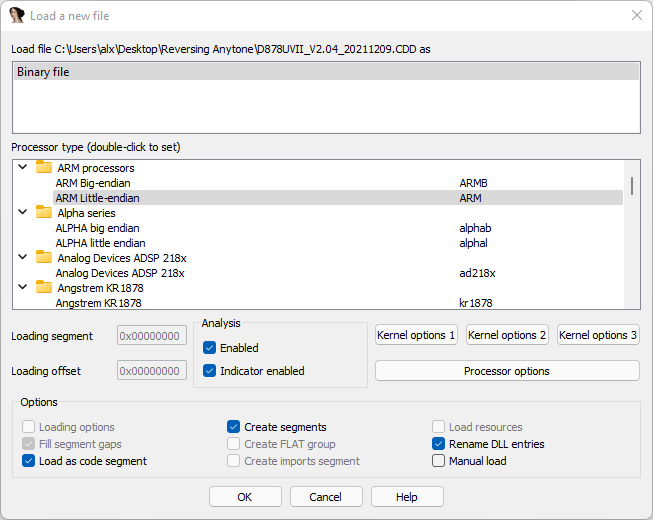 Load a new file
Load file C:\Users\alx\Desktop\Reversing Anytone\D878UVII_V2.04_20211209.CDD as
Binary file
Processor type (double-click to set)
ARM processors
ARM Big-endian ARMB
ARM Little-endian ARM
Alpha series
ALPHA big endian alphab
ALPHA little endian alphal
Analog Devices ADSP 218x
Analog Devices ADSP 218x ad218x
Angstrem KR1878
Angstrem KR1878 kr1878
Loading segment 0x00000000
Loading offset 0x00000000
Analysis
Enabled
Indicator enabled
Kernel options 1 Kernel options 2 Kernel options 3
Processor options
Options
Loading options Create segments Load resources
Fill segment gaps Create FLAT group Rename DLL entries
Load as code segment Create imports segment Manual load
OK Cancel Help